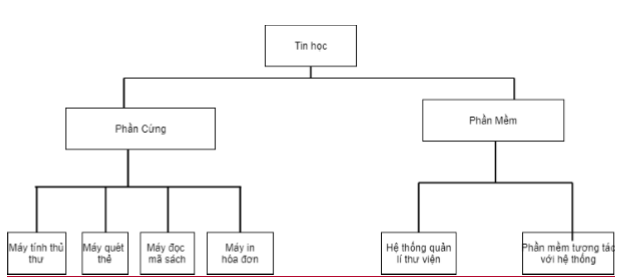 Tin học
Phần Cừng
Phần Mềm
Máy tính thủ
thư
Máy quét
thẻ
Máy đọc
mã sách
Máy in
hóa đơn
Hệ thống quản
lí thư viện
Phần mềm tương tác
với hệ thống